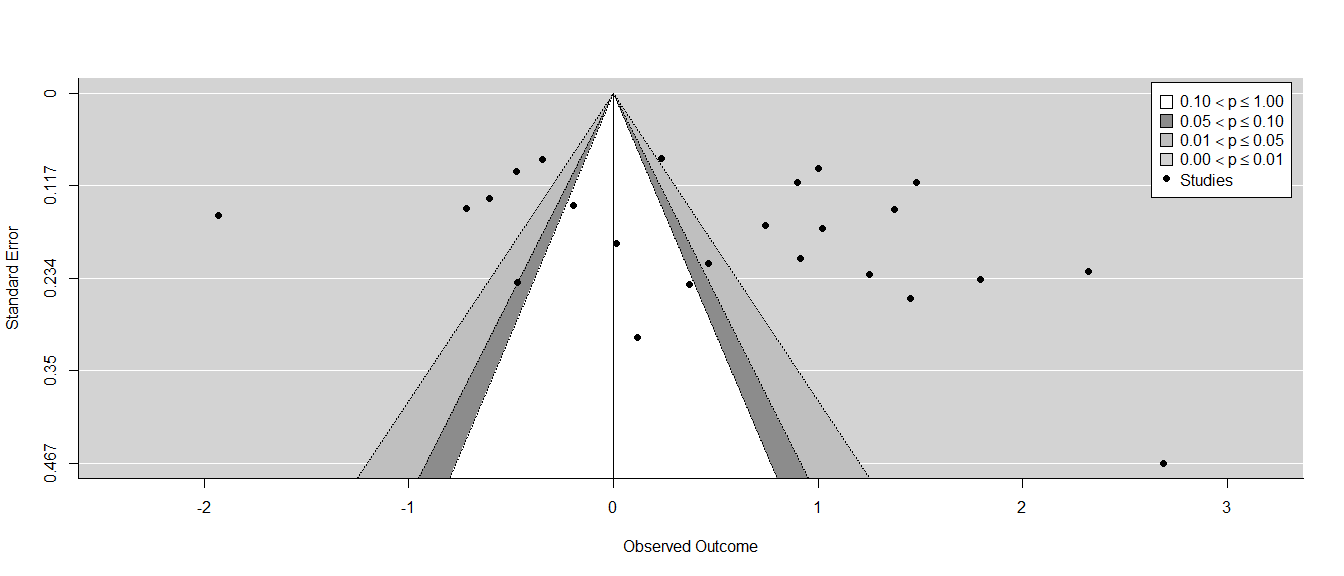 0.10 < p ≤ 1.00
0.05 < p ≤ 0.10
0.01 < p ≤ 0.05
0.00 < p ≤ 0.01
Studies
Standard Error
0
0.117
0.234
0.35
0.467
-2 -1 0 1 2 3
Observed Outcome